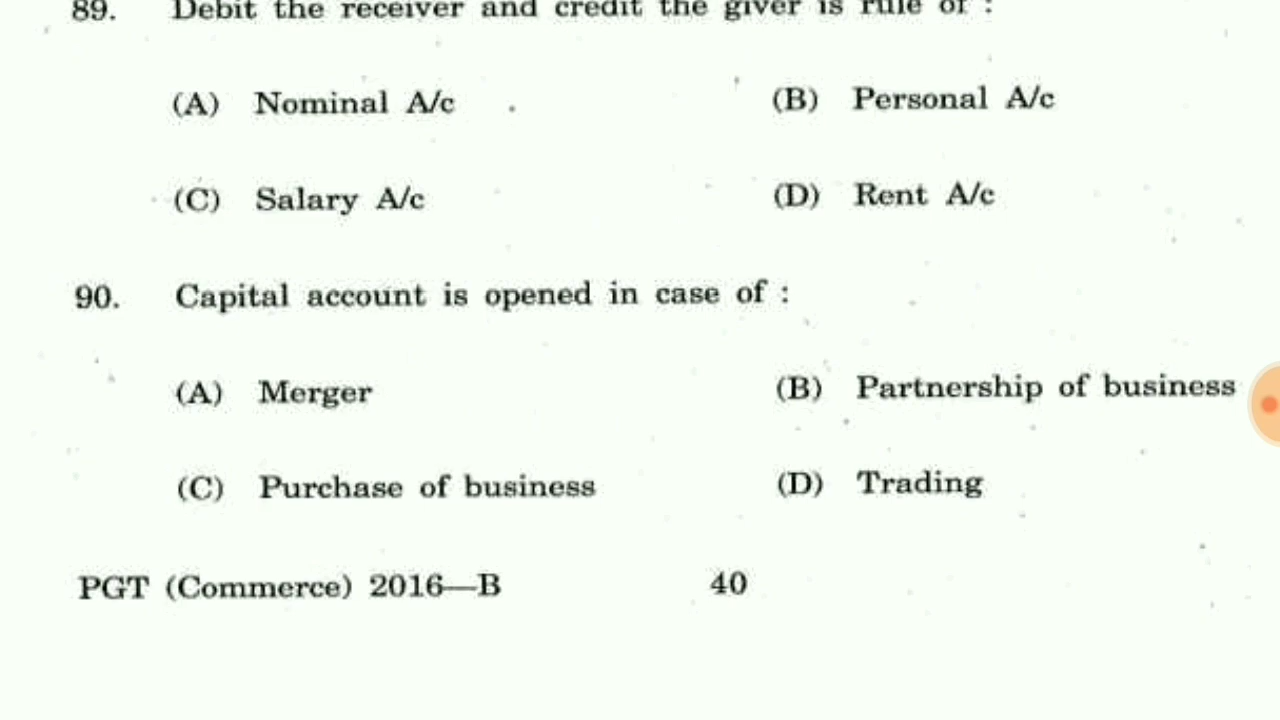 89. Debit the receiver and credit the giver is rule of :
(A) Nominal A/c (B) Personal A/c
(C) Salary A/c (D) Rent A/c
90. Capital account is opened in case of :
(A) Merger (B) Partnership of business
(C) Purchase of business (D) Trading
PGT (Commerce) 2016—B 40